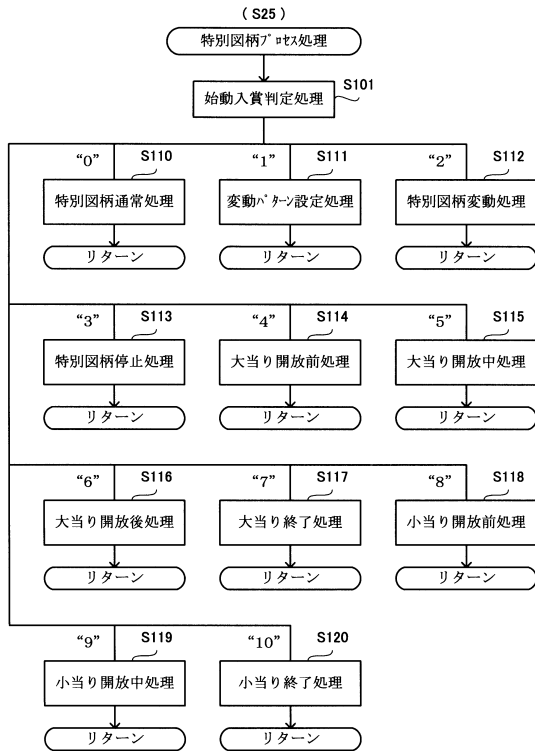 （S25）
特別図柄ﾌﾟﾛｾｽ処理
S101
始動入賞判定処理
“0” S110 “1” S111 “2” S112
特別図柄通常処理 変動ﾊﾟﾀｰﾝ設定処理 特別図柄変動処理
リターン リターン リターン
“3” S113 “4” S114 “5” S115
特別図柄停止処理 大当り開放前処理 大当り開放中処理
リターン リターン リターン
“6” S116 “7” S117 “8” S118
大当り開放後処理 大当り終了処理 小当り開放前処理
リターン リターン リターン
“9” S119 “10” S120
小当り開放中処理 小当り終了処理
リターン リターン